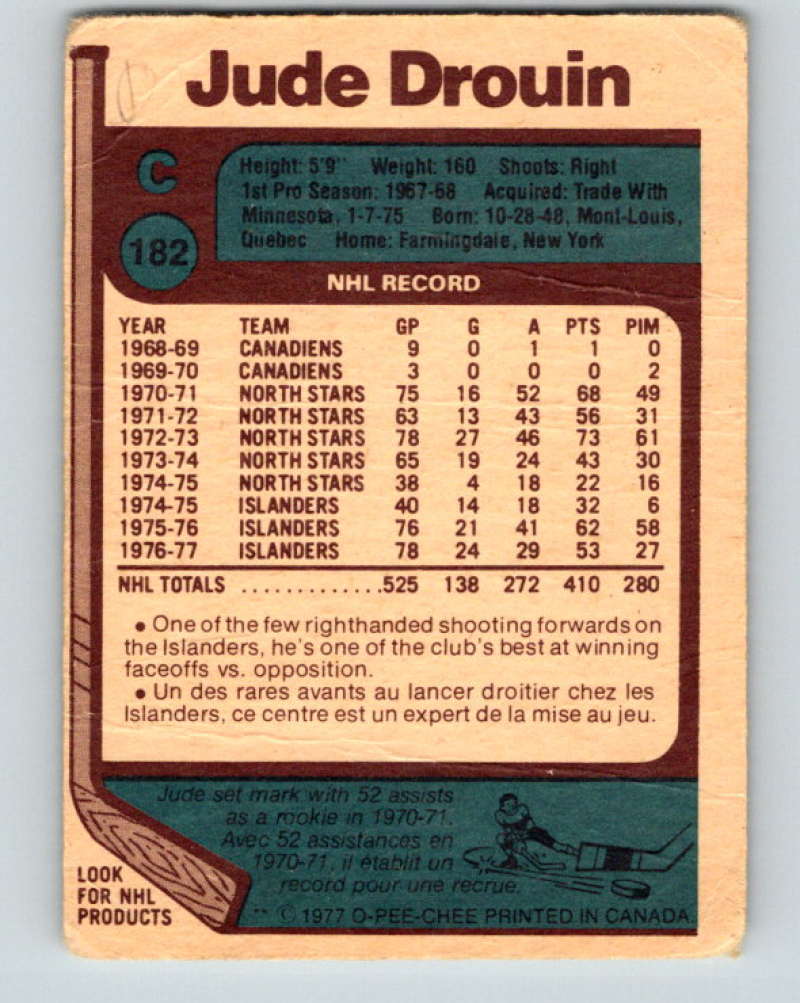 Jude Drouin
C
182
Height: 5'9" Weight: 160 Shoots: Right
1st Pro Season: 1967-68 Acquired: Trade With
Minnesota, 1-7-75 Born: 10-28-48, Mont-Louis,
Quebec Home: Farmingdale, New York
NHL RECORD
YEAR TEAM GP G A PTS PIM
1968-69 CANADIENS 9 0 1 1 0
1969-70 CANADIENS 3 0 0 0 2
1970-71 NORTH STARS 75 16 52 68 49
1971-72 NORTH STARS 63 13 43 56 31
1972-73 NORTH STARS 78 27 46 73 61
1973-74 NORTH STARS 65 19 24 43 30
1974-75 NORTH STARS 38 4 18 22 16
1974-75 ISLANDERS 40 14 18 32 6
1975-76 ISLANDERS 76 21 41 62 58
1976-77 ISLANDERS 78 24 29 53 27
NHL TOTALS .............525 138 272 410 280
• One of the few righthanded shooting forwards on
the Islanders, he's one of the club's best at winning
faceoffs vs. opposition.
• Un des rares avants au lancer droitier chez les
Islanders, ce centre est un expert de la mise au jeu.
Jude set mark with 52 assists
as a rookie in 1970-71.
Avec 52 assistances en
1970-71, il établit un
record pour une recrue.
LOOK
FOR NHL
PRODUCTS
** © 1977 O-PEE-CHEE PRINTED IN CANADA.